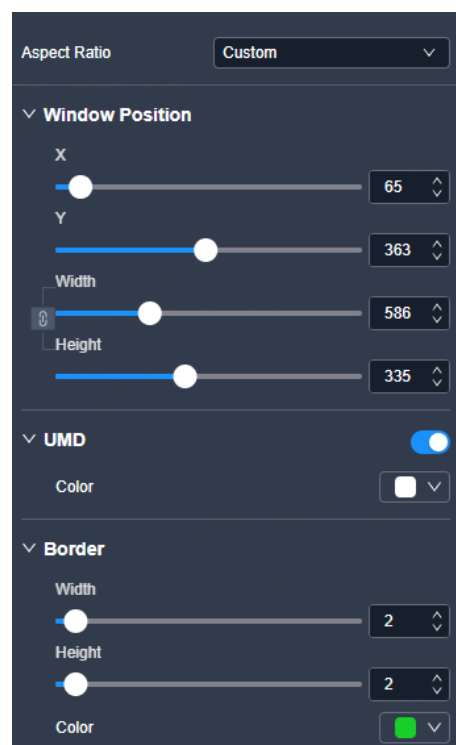 Aspect Ratio Custom
Window Position
X
65
Y
363
Width
586
Height
335
UMD
Color
Border
Width
2
Height
2
Color